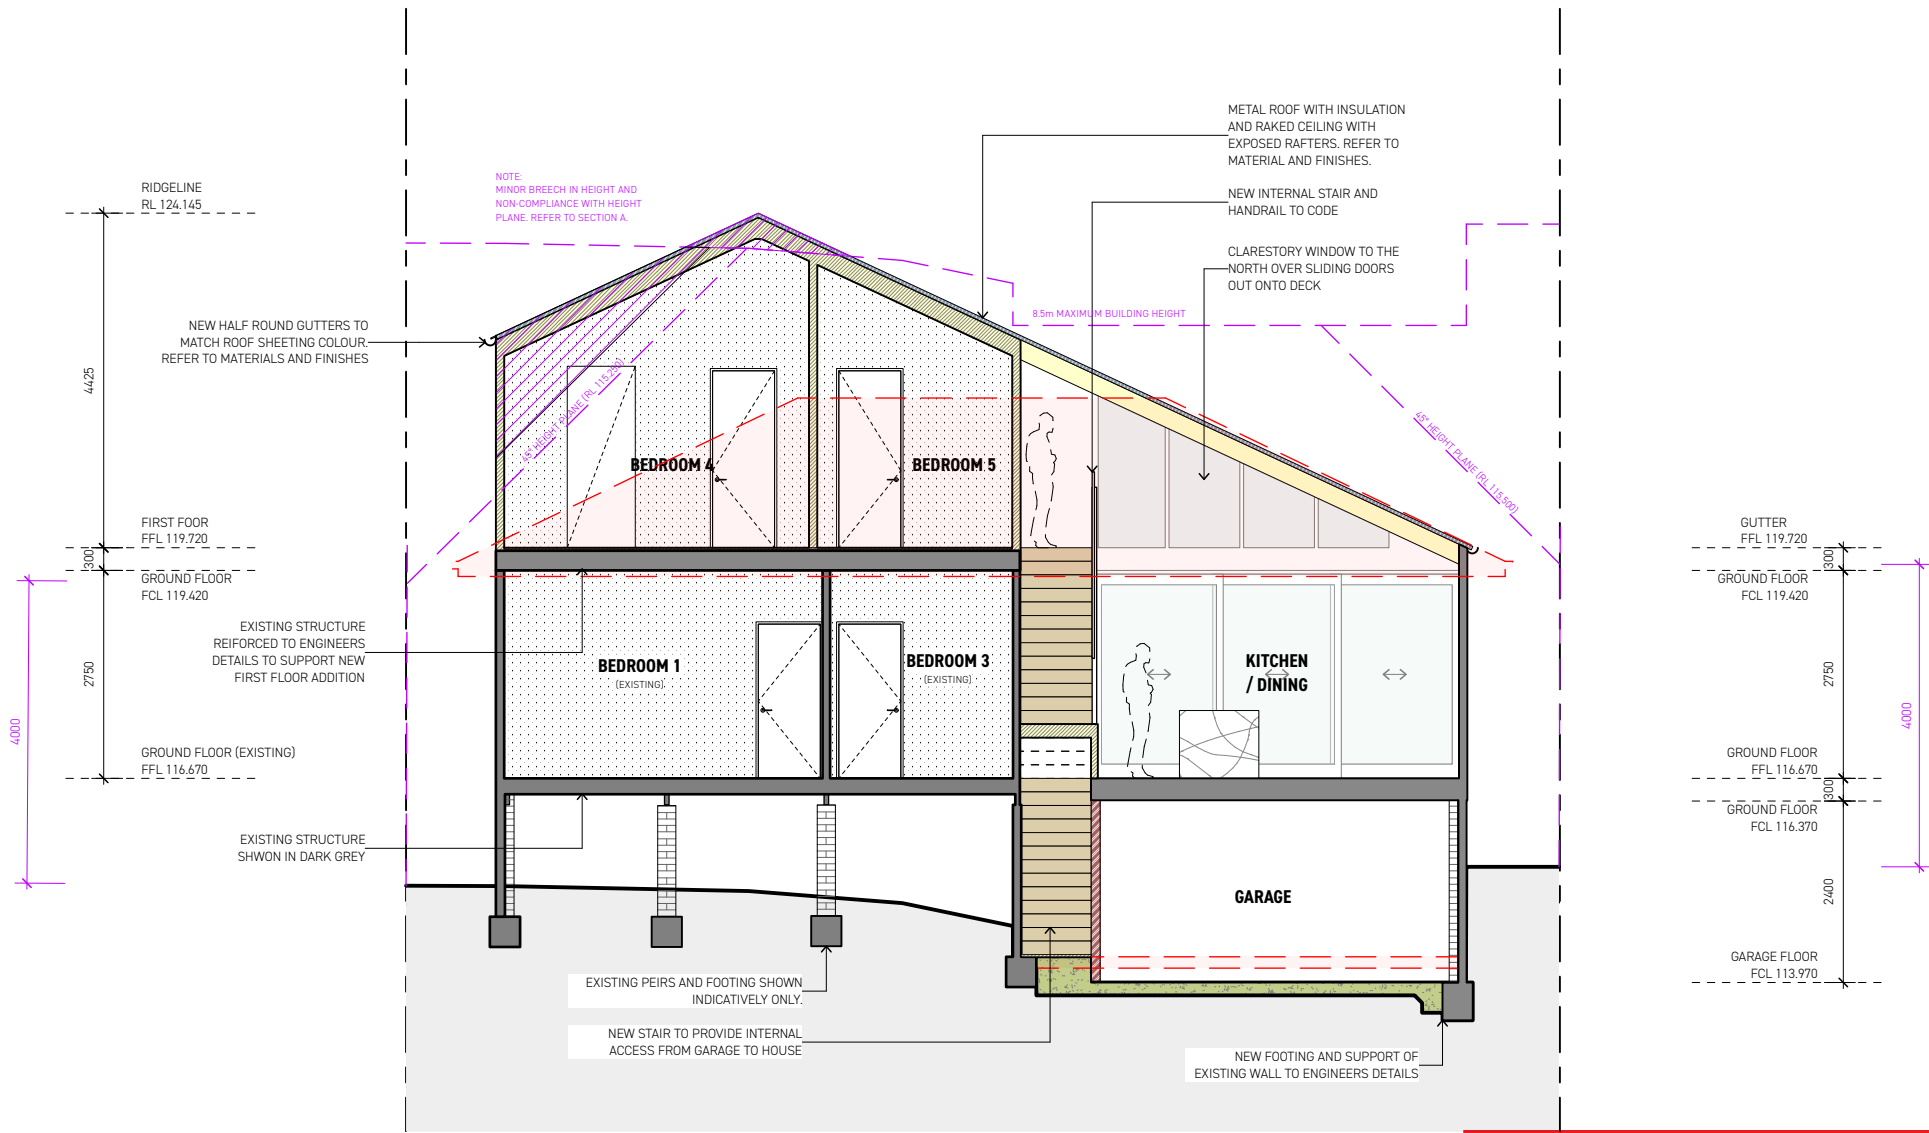 METAL ROOF WITH INSULATION
AND RAKED CEILING WITH
EXPOSED RAFTERS. REFER TO
MATERIAL AND FINISHES.
NOTE:
MINOR BREECH IN HEIGHT AND
NON-COMPLIANCE WITH HEIGHT
PLANE. REFER TO SECTION A.
RIDGELINE
RL 124.145
NEW INTERNAL STAIR AND
HANDRAIL TO CODE
CLARESTORY WINDOW TO THE
NORTH OVER SLIDING DOORS
OUT ONTO DECK
8.5m MAXIMUM BUILDING HEIGHT
NEW HALF ROUND GUTTERS TO
MATCH ROOF SHEETING COLOUR.
REFER TO MATERIALS AND FINISHES
4425
45° HEIGHT PLANE (RL 115.250)
45° HEIGHT PLANE (RL 115.500)
BEDROOM 4
BEDROOM 5
FIRST FOOR
FFL 119.720
300
GROUND FLOOR
FCL 119.420
GUTTER
FFL 119.720
300
GROUND FLOOR
FCL 119.420
EXISTING STRUCTURE
REIFORCED TO ENGINEERS
DETAILS TO SUPPORT NEW
FIRST FLOOR ADDITION
2750
4000
BEDROOM 1
(EXISTING)
BEDROOM 3
(EXISTING)
KITCHEN
/ DINING
2750
4000
GROUND FLOOR (EXISTING)
FFL 116.670
GROUND FLOOR
FFL 116.670
300
GROUND FLOOR
FCL 116.370
EXISTING STRUCTURE
SHWON IN DARK GREY
GARAGE
2400
GARAGE FLOOR
FCL 113.970
EXISTING PEIRS AND FOOTING SHOWN
INDICATIVELY ONLY.
NEW STAIR TO PROVIDE INTERNAL
ACCESS FROM GARAGE TO HOUSE
NEW FOOTING AND SUPPORT OF
EXISTING WALL TO ENGINEERS DETAILS